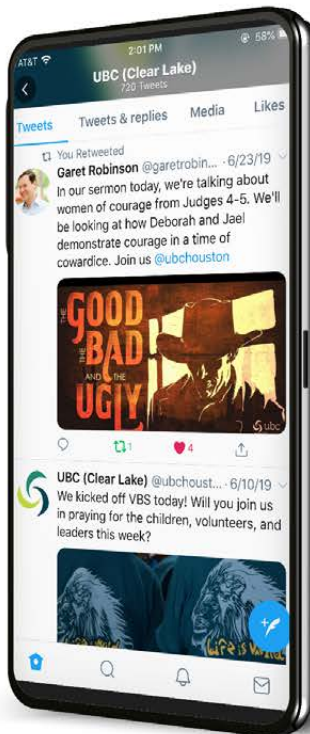 AT&T
2:01 PM
58%
UBC (Clear Lake)
720 Tweets
Tweets
Tweets & replies
Media
Likes
You Retweeted
Garet Robinson @garetrobin... · 6/23/19
In our sermon today, we're talking about
women of courage from Judges 4-5. We'll
be looking at how Deborah and Jael
demonstrate courage in a time of
cowardice. Join us @ubchouston
THE GOOD
THE BAD
AND THE
UGLY
ubc
1
4
UBC (Clear Lake) @ubchoust... · 6/10/19
We kicked off VBS today! Will you join us
in praying for the children, volunteers, and
leaders this week?
LIFE is WILD